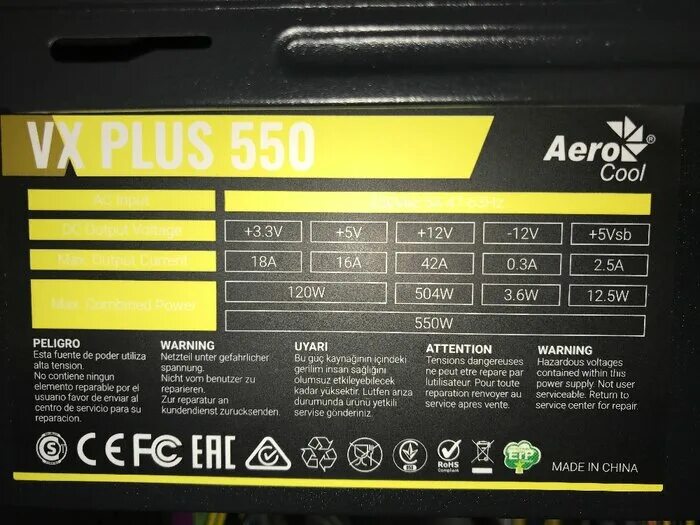 VX PLUS 550
Aero
Cool
®
AC Input
230Vac 5A 47-63Hz
DC Output Voltage +3.3V +5V +12V -12V +5Vsb
Max. Output Current 18A 16A 42A 0.3A 2.5A
Max. Combined Power 120W 504W 3.6W 12.5W
550W
PELIGRO
Esta fuente de poder utiliza
alta tension.
No contiene ningun
elemento reparable por el
usuario favor de enviar al
centro de servicio para su
reparacion.
WARNING
Netzteil unter gefahrlicher
spannung.
Nicht vom benutzer zu
reparieren.
Zur reparatur an
kundendienst zurucksenden.
UYARI
Bu güç kaynağının içindeki
gerilim insan sağlığını
olumsuz etkileyebilecek
kadar yüksektir. Lutfen arıza
durumunda ürünü yetkili
servise gönderiniz.
ATTENTION
Tensions dangereuses
ne peut etre repare par
lutilisateur. Pour toute
reparation renvoyer au
service apres vente.
WARNING
Hazardous voltages
contained within this
power supply. Not user
serviceable. Return to
service center for repair.
S CE FC EAC RoHS ErP MADE IN CHINA
Compliant